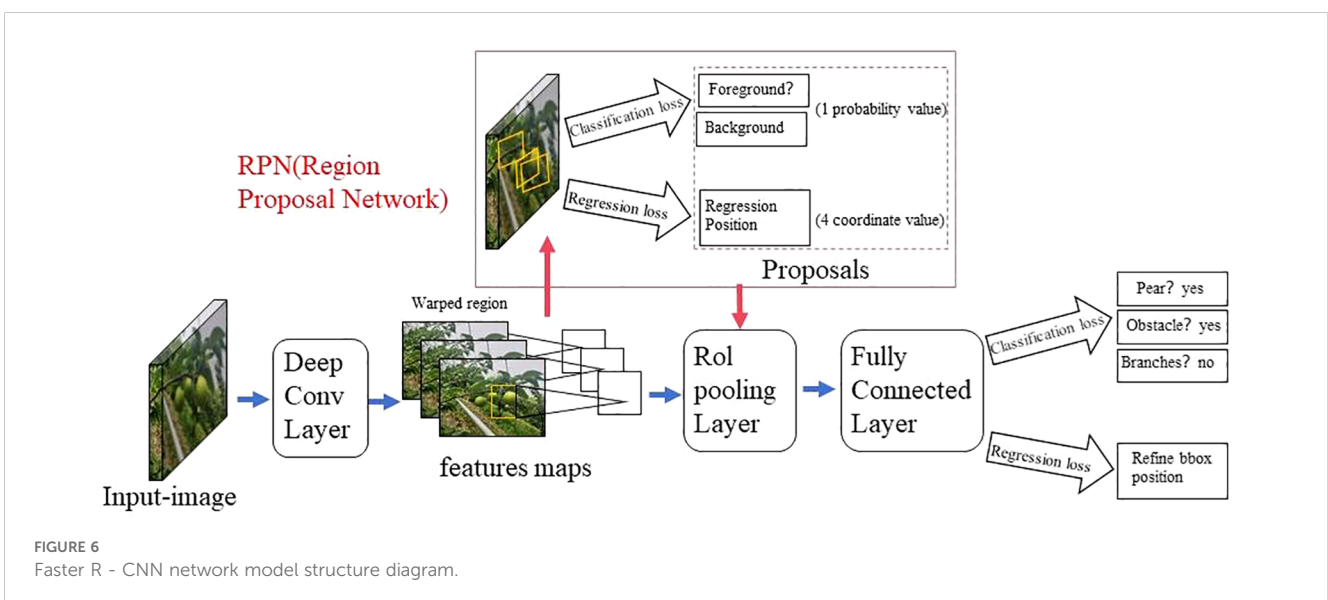 RPN(Region
Proposal Network)
Classification loss
Foreground?
Background
(1 probability value)
Regression loss
Regression
Position
(4 coordinate value)
Proposals
Input-image
Deep
Conv
Layer
Warped region
features maps
RoI
pooling
Layer
Fully
Connected
Layer
Classification loss
Pear? yes
Obstacle? yes
Branches? no
Regression loss
Refine bbox
position
FIGURE 6
Faster R - CNN network model structure diagram.